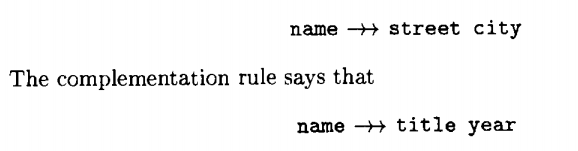 name →→ street city
The complementation rule says that
name →→ title year